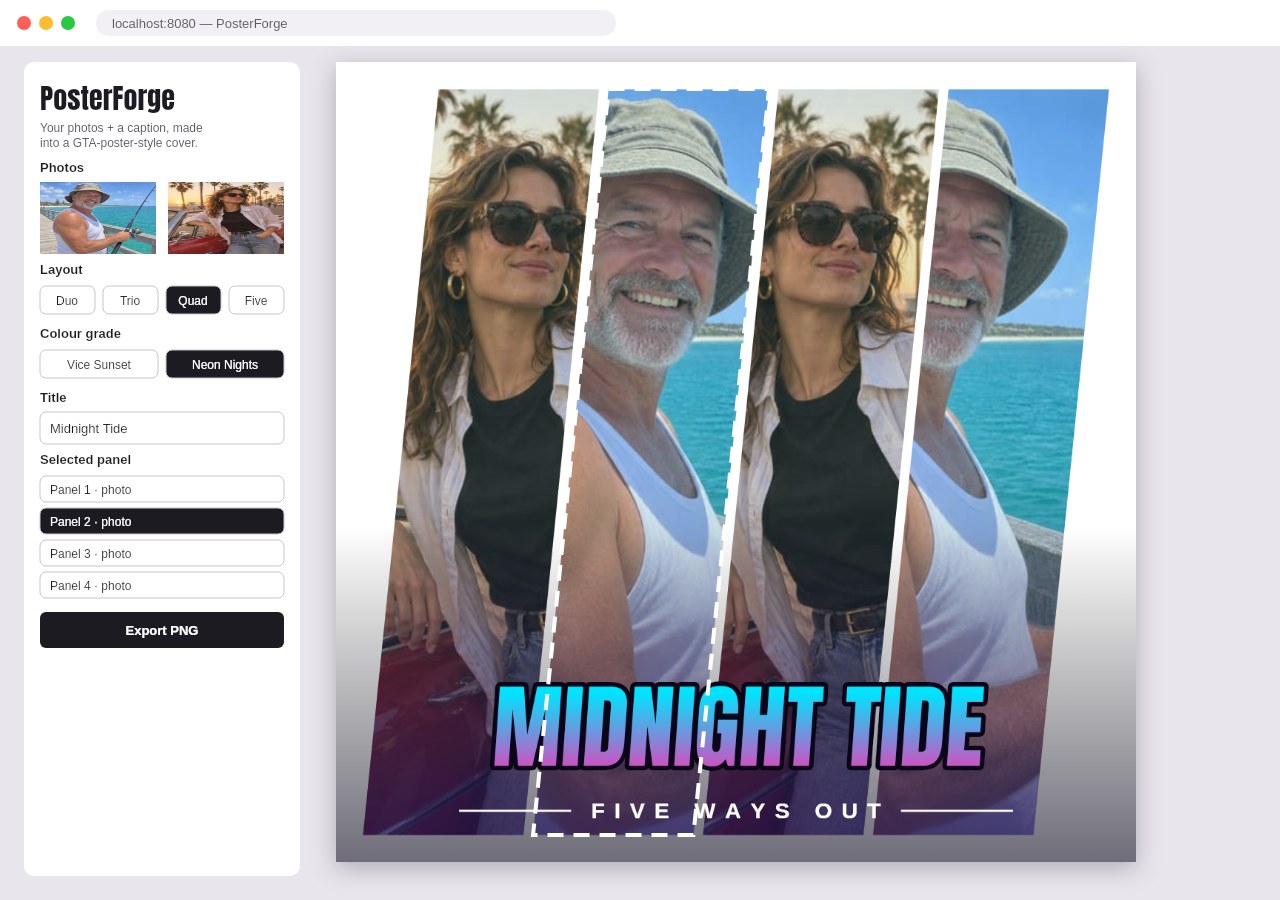 localhost:8080 — PosterForge
PosterForge
Your photos + a caption, made
into a GTA-poster-style cover.
Photos
Layout
Duo Trio Quad Five
Colour grade
Vice Sunset Neon Nights
Title
Midnight Tide
Selected panel
Panel 1 · photo
Panel 2 · photo
Panel 3 · photo
Panel 4 · photo
Export PNG
MIDNIGHT TIDE
FIVE WAYS OUT